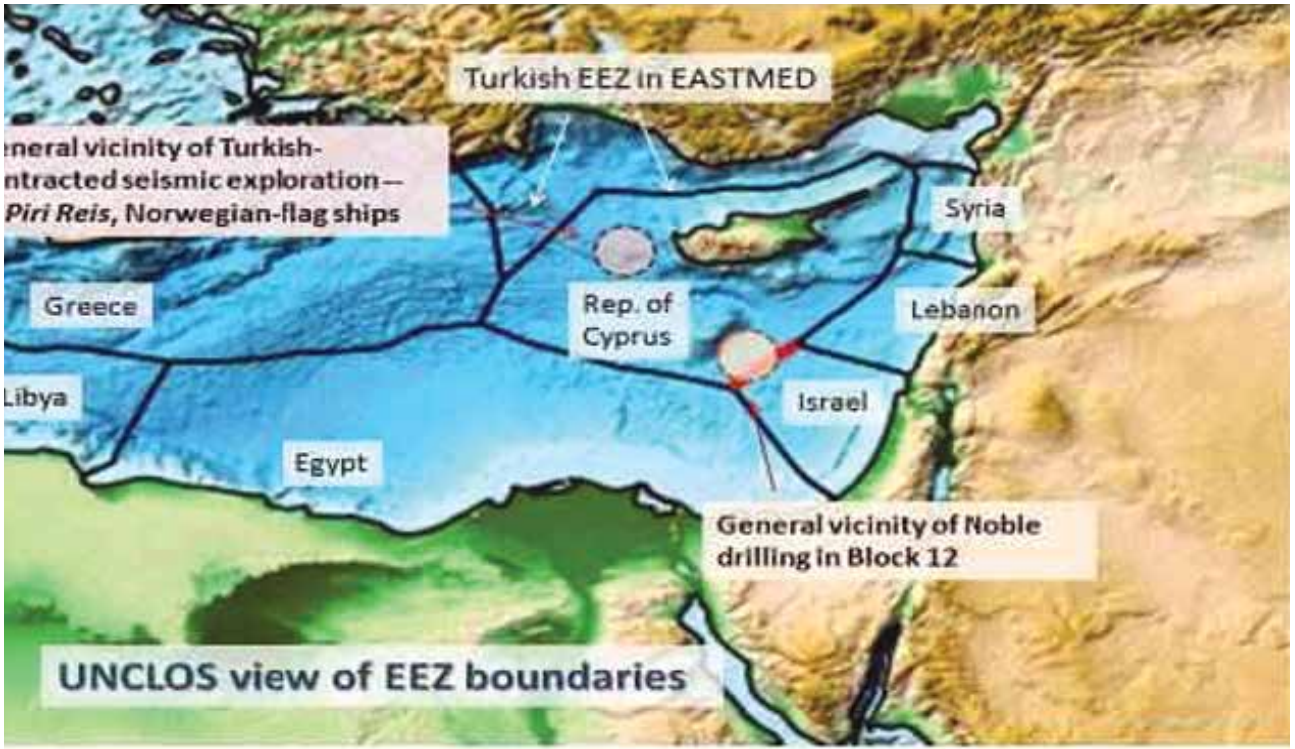 Turkish EEZ in EASTMED
eneral vicinity of Turkish-
ntracted seismic exploration—
Piri Reis, Norwegian-flag ships
Syria
Greece
Rep. of
Cyprus
Lebanon
Libya
Israel
Egypt
General vicinity of Noble
drilling in Block 12
UNCLOS view of EEZ boundaries